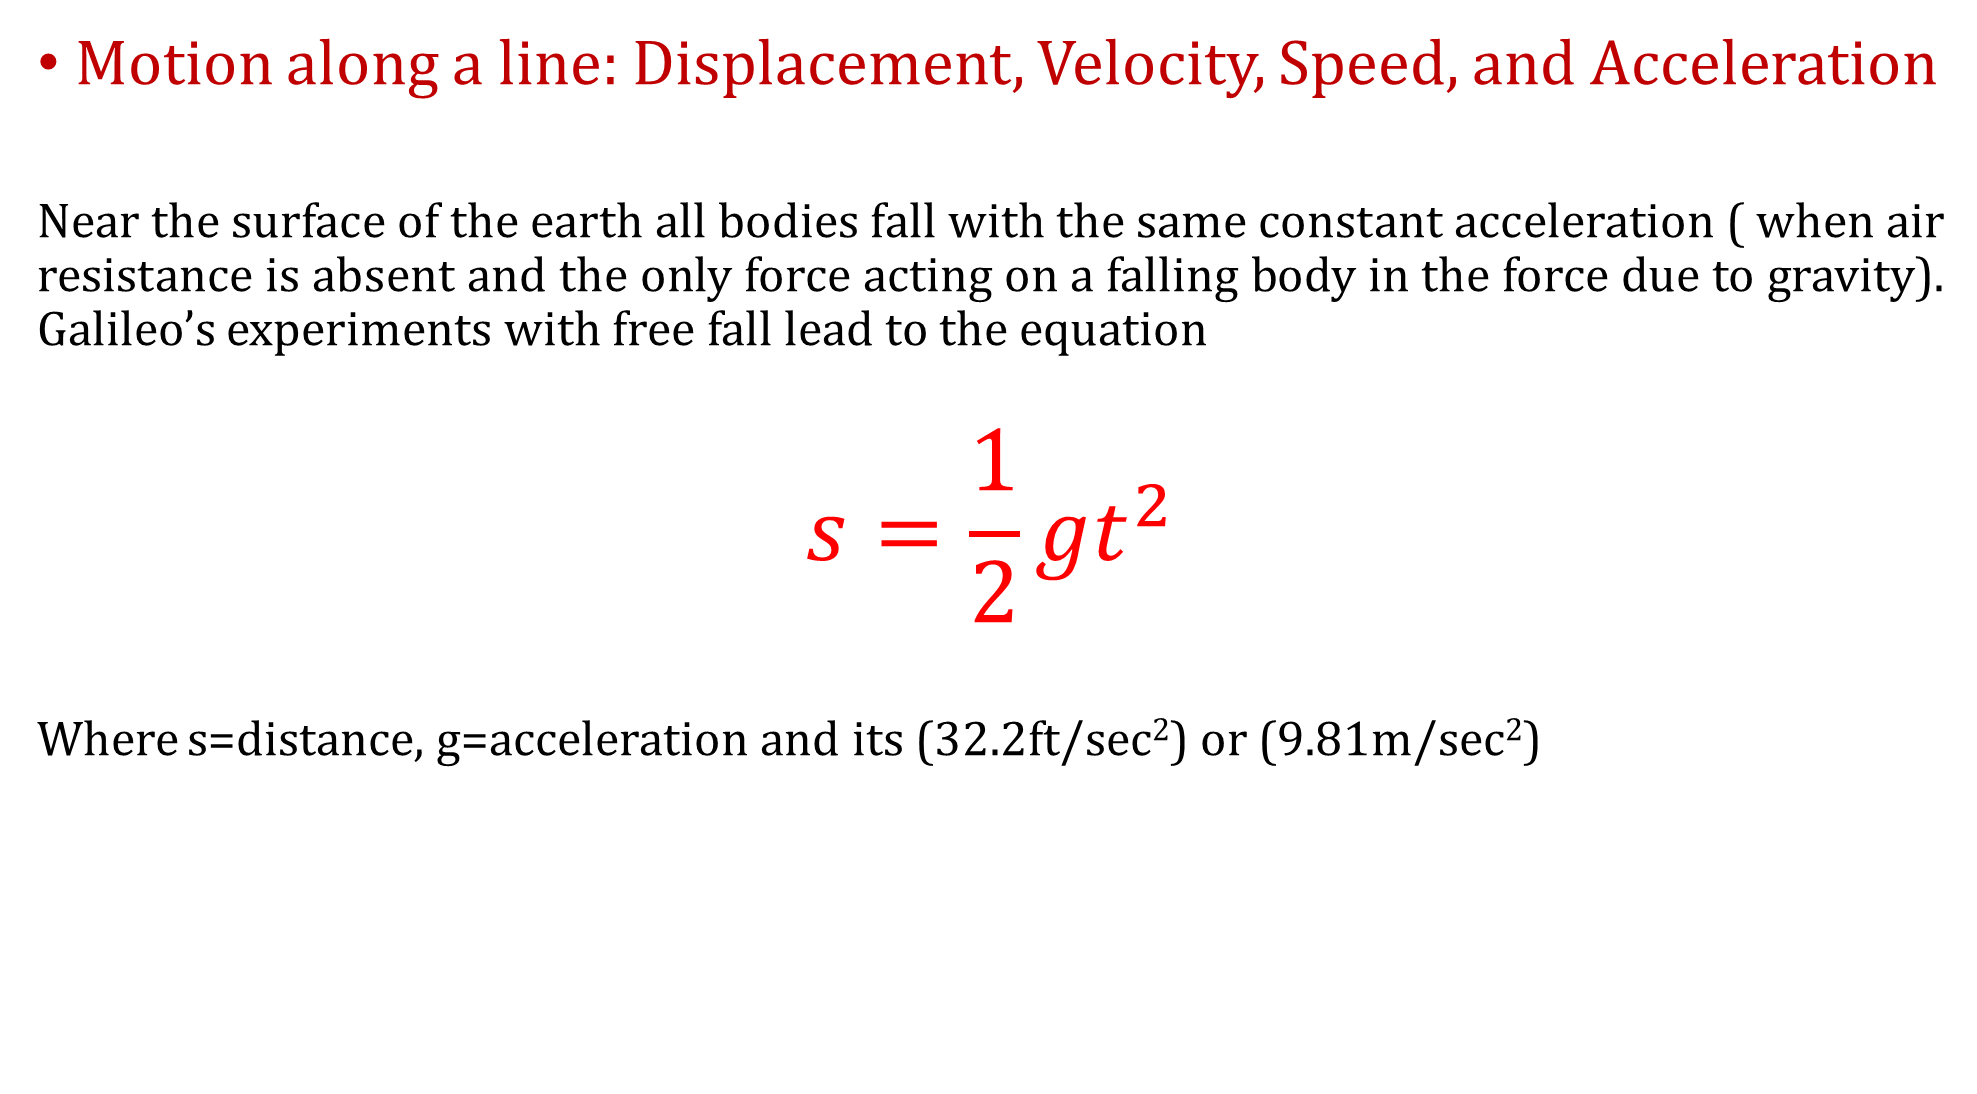 • Motion along a line: Displacement, Velocity, Speed, and Acceleration
Near the surface of the earth all bodies fall with the same constant acceleration ( when air
resistance is absent and the only force acting on a falling body in the force due to gravity).
Galileo’s experiments with free fall lead to the equation
s = \frac{1}{2} gt²
Where s=distance, g=acceleration and its (32.2ft/sec²) or (9.81m/sec²)